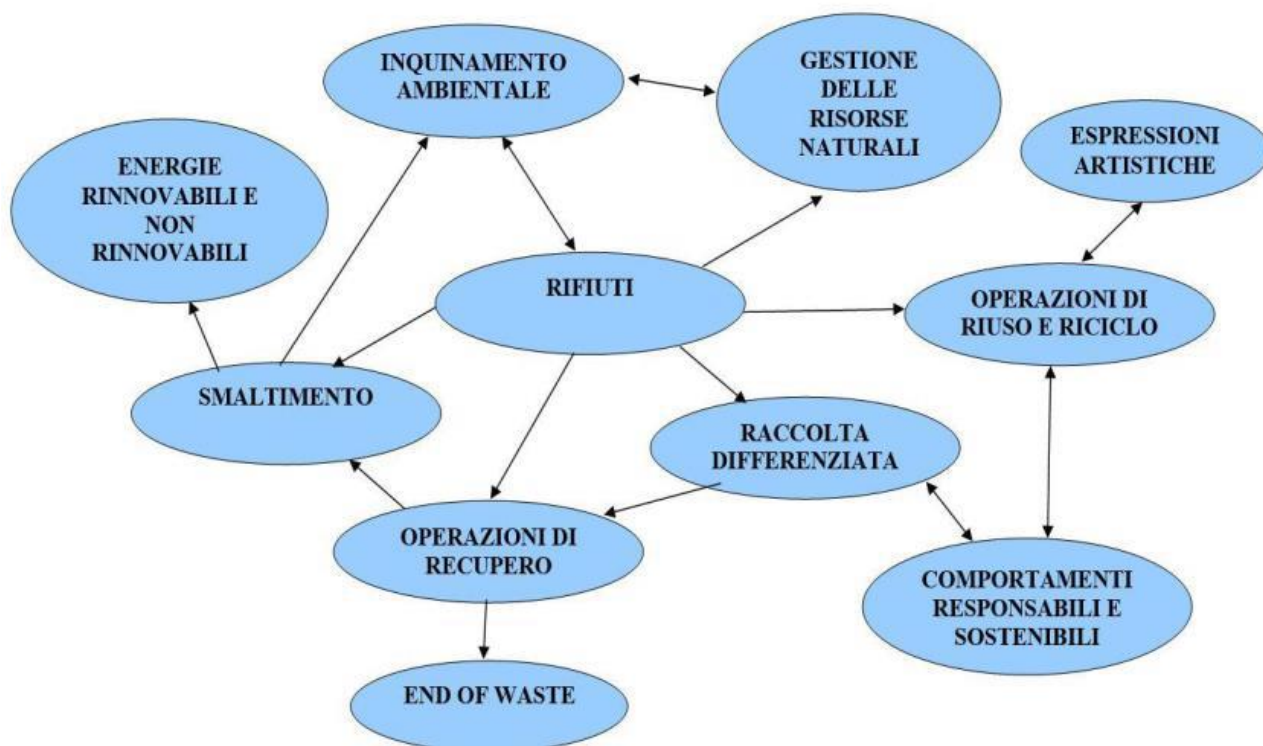 INQUINAMENTO
AMBIENTALE
GESTIONE
DELLE
RISORSE
NATURALI
ESPRESSIONI
ARTISTICHE
ENERGIE
RINNOVABILI E
NON
RINNOVABILI
RIFIUTI
OPERAZIONI DI
RIUSO E RICICLO
SMALTIMENTO
RACCOLTA
DIFFERENZIATA
OPERAZIONI DI
RECUPERO
COMPORTAMENTI
RESPONSABILI E
SOSTENIBILI
END OF WASTE